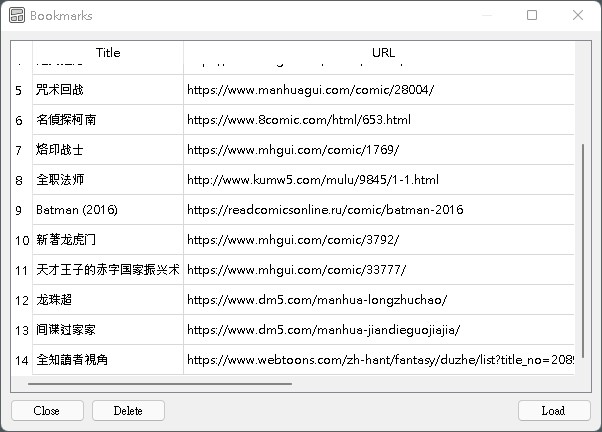 Bookmarks
Title URL
5 咒术回战 https://www.manhuagui.com/comic/28004/
6 名偵探柯南 https://www.8comic.com/html/653.html
7 烙印战士 https://www.mhgui.com/comic/1769/
8 全职法师 http://www.kumw5.com/mulu/9845/1-1.html
9 Batman (2016) https://readcomicsonline.ru/comic/batman-2016
10 新著龙虎门 https://www.mhgui.com/comic/3792/
11 天才王子的赤字国家振兴术 https://www.mhgui.com/comic/33777/
12 龙珠超 https://www.dm5.com/manhua-longzhuchao/
13 间谍过家家 https://www.dm5.com/manhua-jiandieguojiajia/
14 全知讀者視角 https://www.webtoons.com/zh-hant/fantasy/duzhe/list?title_no=208
Close Delete Load